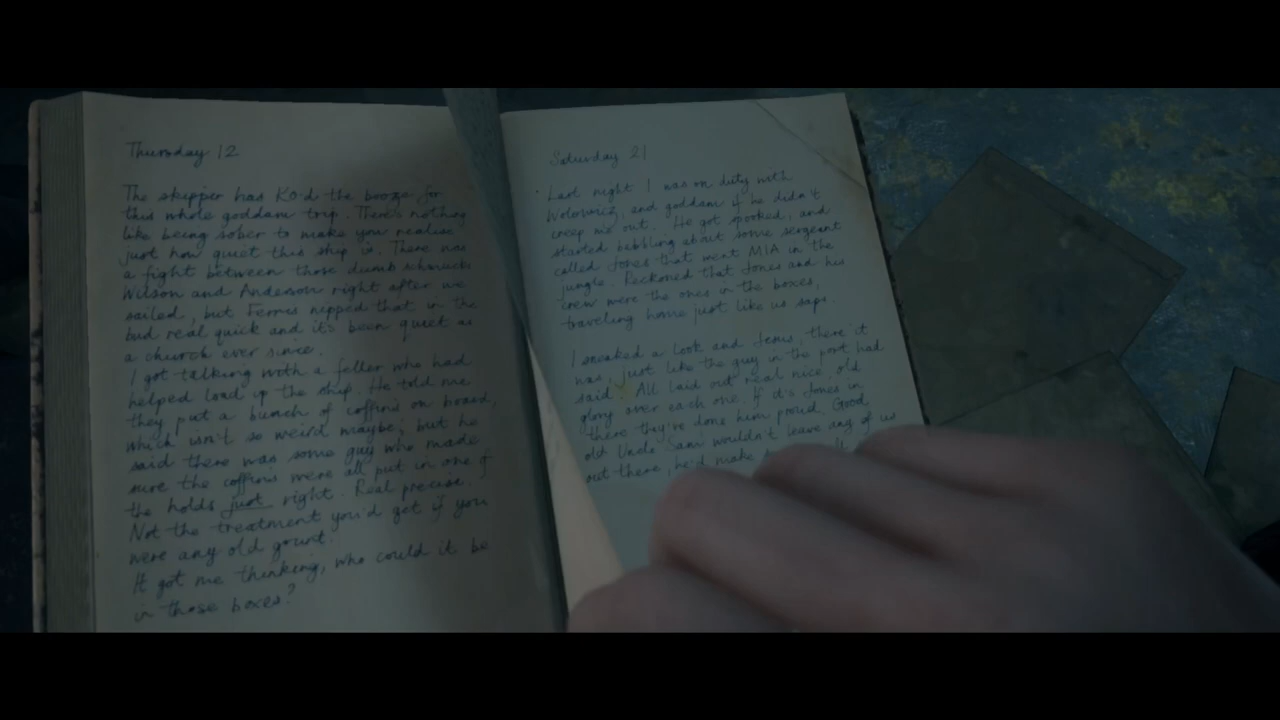 Thursday 12
The skipper has KO'd the booze for
this whole goddam trip. There's nothing
like being sober to make you realise
just how quiet this ship is. There was
a fight between those dumb schmucks
Wilson and Anderson right after we
sailed, but Ferris nipped that in the
bud real quick and it's been quiet as
a church ever since.
I got talking with a feller who had
helped load up the ship. He told me
they put a bunch of coffins on board,
which isn't so weird maybe, but he
said there was some guy who made
sure the coffins were all put in one of
the holds just right. Real precise.
Not the treatment you'd get if you
were any old grunt.
It got me thinking, who could it be
in those boxes?
Saturday 21
Last night I was on duty with
Wolowicz, and goddam if he didn't
creep me out. He got spooked, and
started babbling about some sergeant
called Jones that went MIA in the
jungle. Reckoned that Jones and his
crew were the ones in the boxes,
traveling home just like us saps.
I sneaked a look and Jesus, there it
was, just like the guy in the port had
said. All laid out real nice, old
glory over each one. If it's Jones in
there they've done him proud. Good
old Uncle Sam wouldn't leave any of us
out there, he'd make